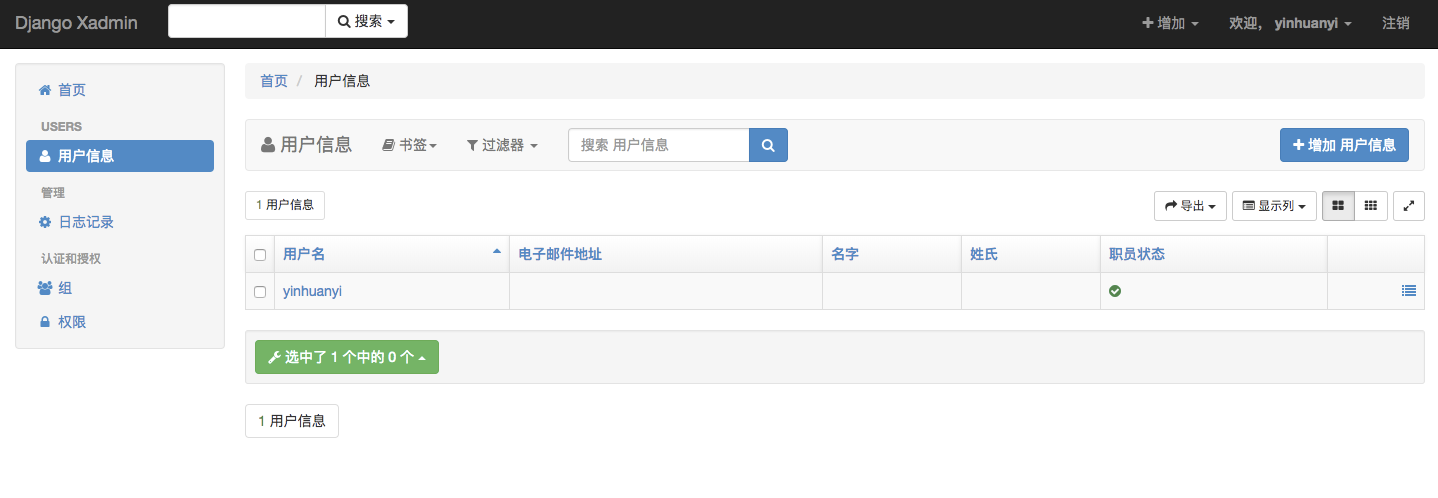 Django Xadmin 搜索 增加 欢迎， yinhuanyi 注销
首页
USERS
用户信息
管理
日志记录
认证和授权
组
权限
首页 / 用户信息
用户信息 书签 过滤器 搜索 用户信息 增加 用户信息
1 用户信息 导出 显示列
用户名 电子邮件地址 名字 姓氏 职员状态
yinhuanyi
选中了 1 个中的 0 个
1 用户信息